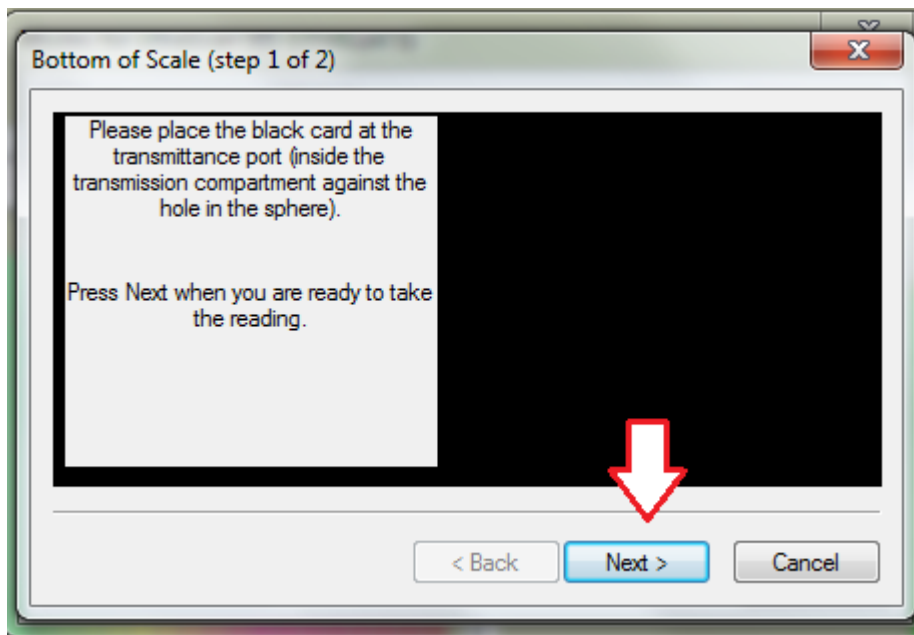 Bottom of Scale (step 1 of 2)
Please place the black card at the
transmittance port (inside the
transmission compartment against the
hole in the sphere).
Press Next when you are ready to take
the reading.
< Back
Next >
Cancel